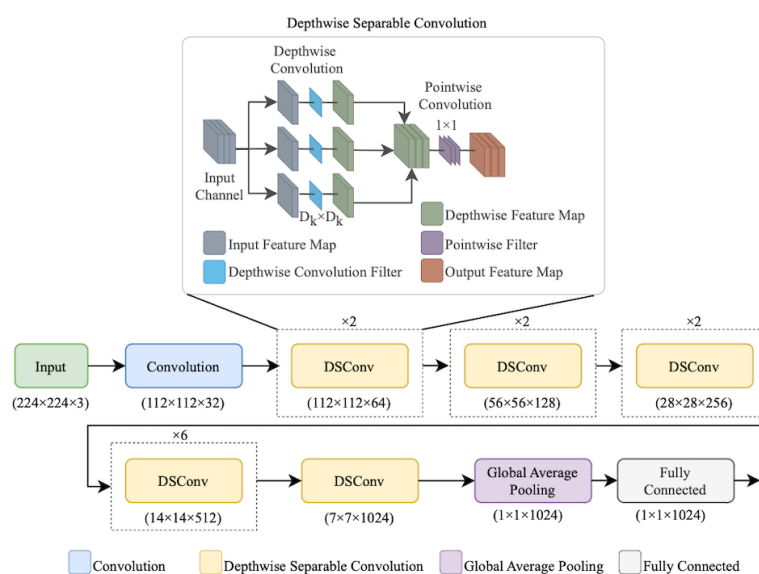 Depthwise Separable Convolution
Depthwise
Convolution
Pointwise
Convolution
1×1
Input
Channel
Dk×Dk
Depthwise Feature Map
Input Feature Map
Pointwise Filter
Depthwise Convolution Filter
Output Feature Map
×2
×2
×2
Input
Convolution
DSConv
DSConv
DSConv
(224×224×3)
(112×112×32)
(112×112×64)
(56×56×128)
(28×28×256)
×6
DSConv
DSConv
Global Average
Pooling
Fully
Connected
(14×14×512)
(7×7×1024)
(1×1×1024)
(1×1×1024)
Convolution
Depthwise Separable Convolution
Global Average Pooling
Fully Connected